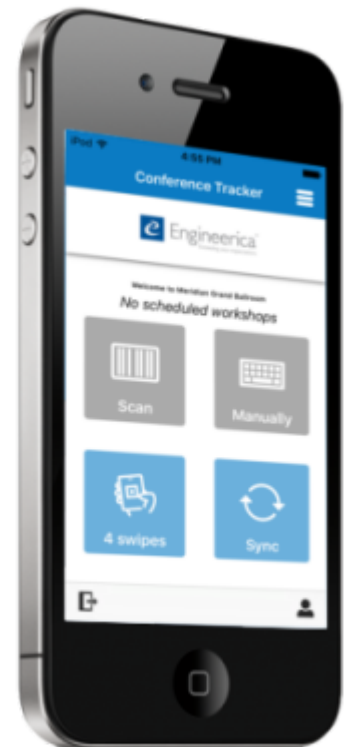 iPod 4:55 PM
Conference Tracker
Engineerica
Welcome to Meridian Grand Ballroom
No scheduled workshops
Scan Manually
4 swipes Sync